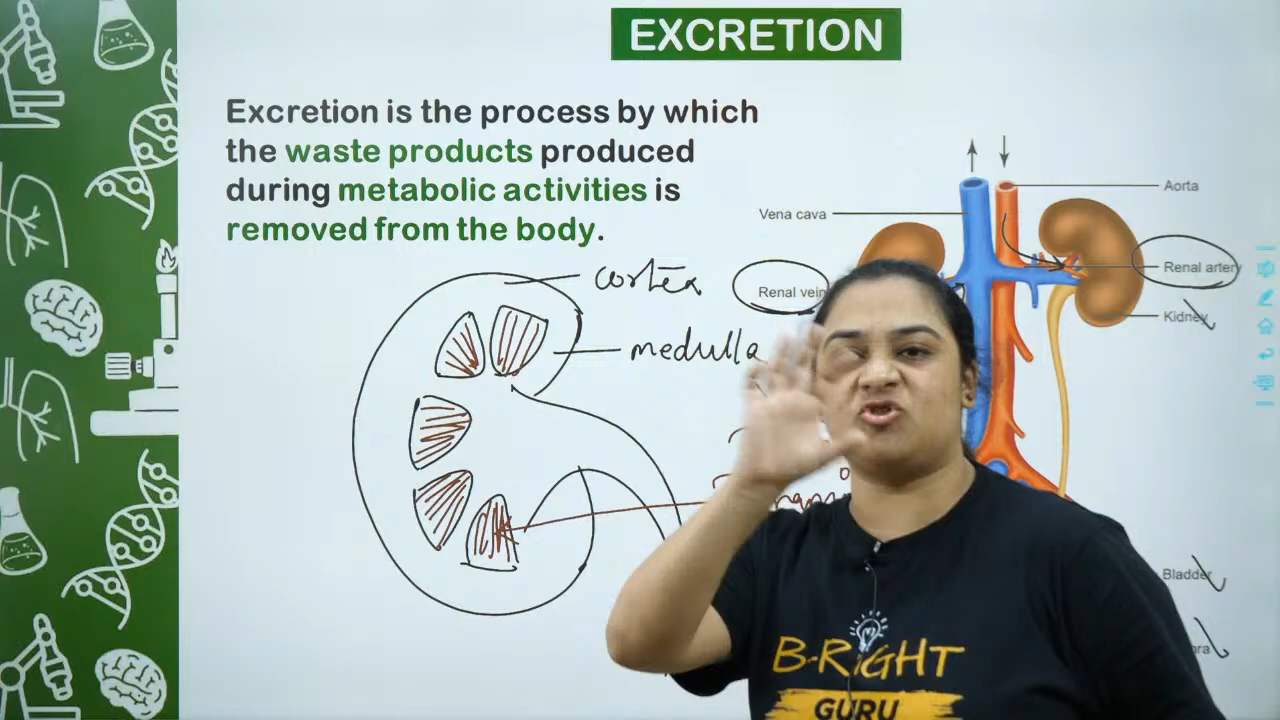 EXCRETION
Excretion is the process by which
the waste products produced
during metabolic activities is
removed from the body.
Aorta
Vena cava
cortex
Renal vein
Renal artery
Kidney
medulla
Bladder
B-RIGHT
GURU